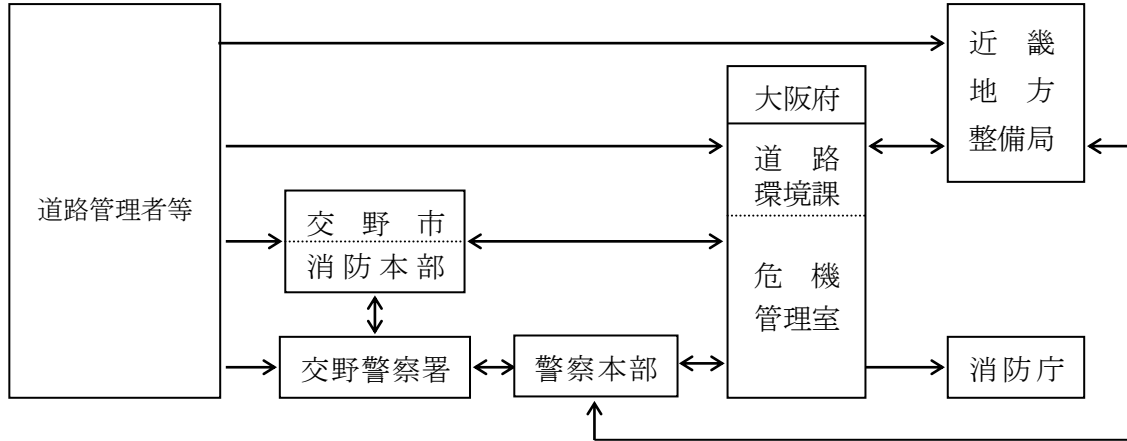 道路管理者等
交野市
消防本部
交野警察署
警察本部
大阪府
道路
環境課
危機
管理室
近畿
地方
整備局
消防庁